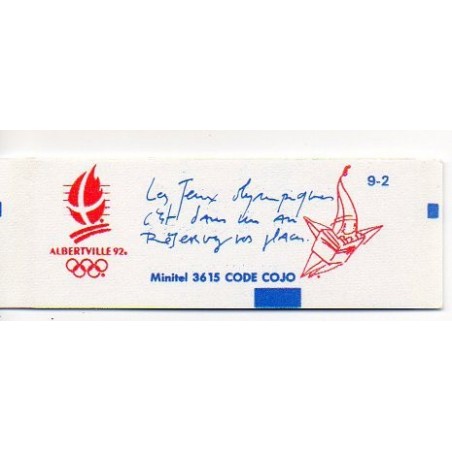 Les Jeux olympiques
c'est dans un an
Réservez vos places.
9-2
ALBERTVILLE 92
Minitel 3615 CODE COJO